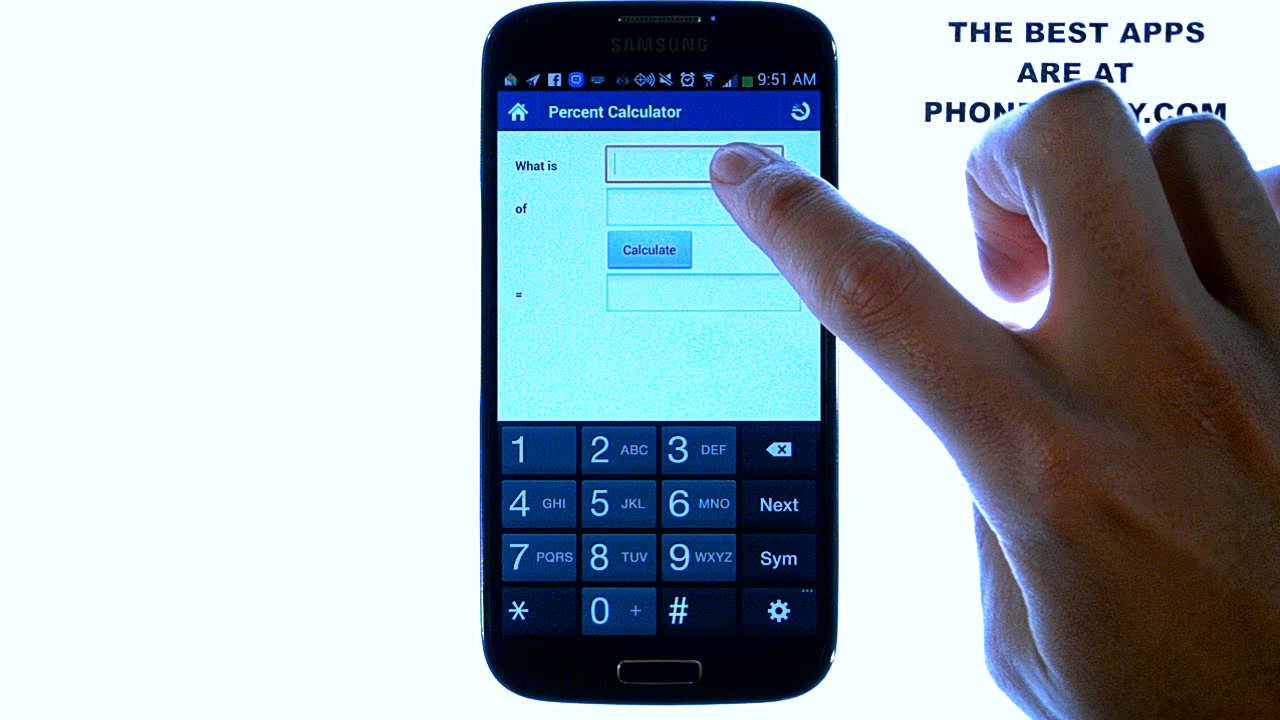 THE BEST APPS
ARE AT
SAMSUNG
9:51 AM
Percent Calculator
What is
of
Calculate
=
1
2 ABC
3 DEF
4 GHI
5 JKL
6 MNO
Next
7 PQRS
8 TUV
9 WXYZ
Sym
*
0 +
#